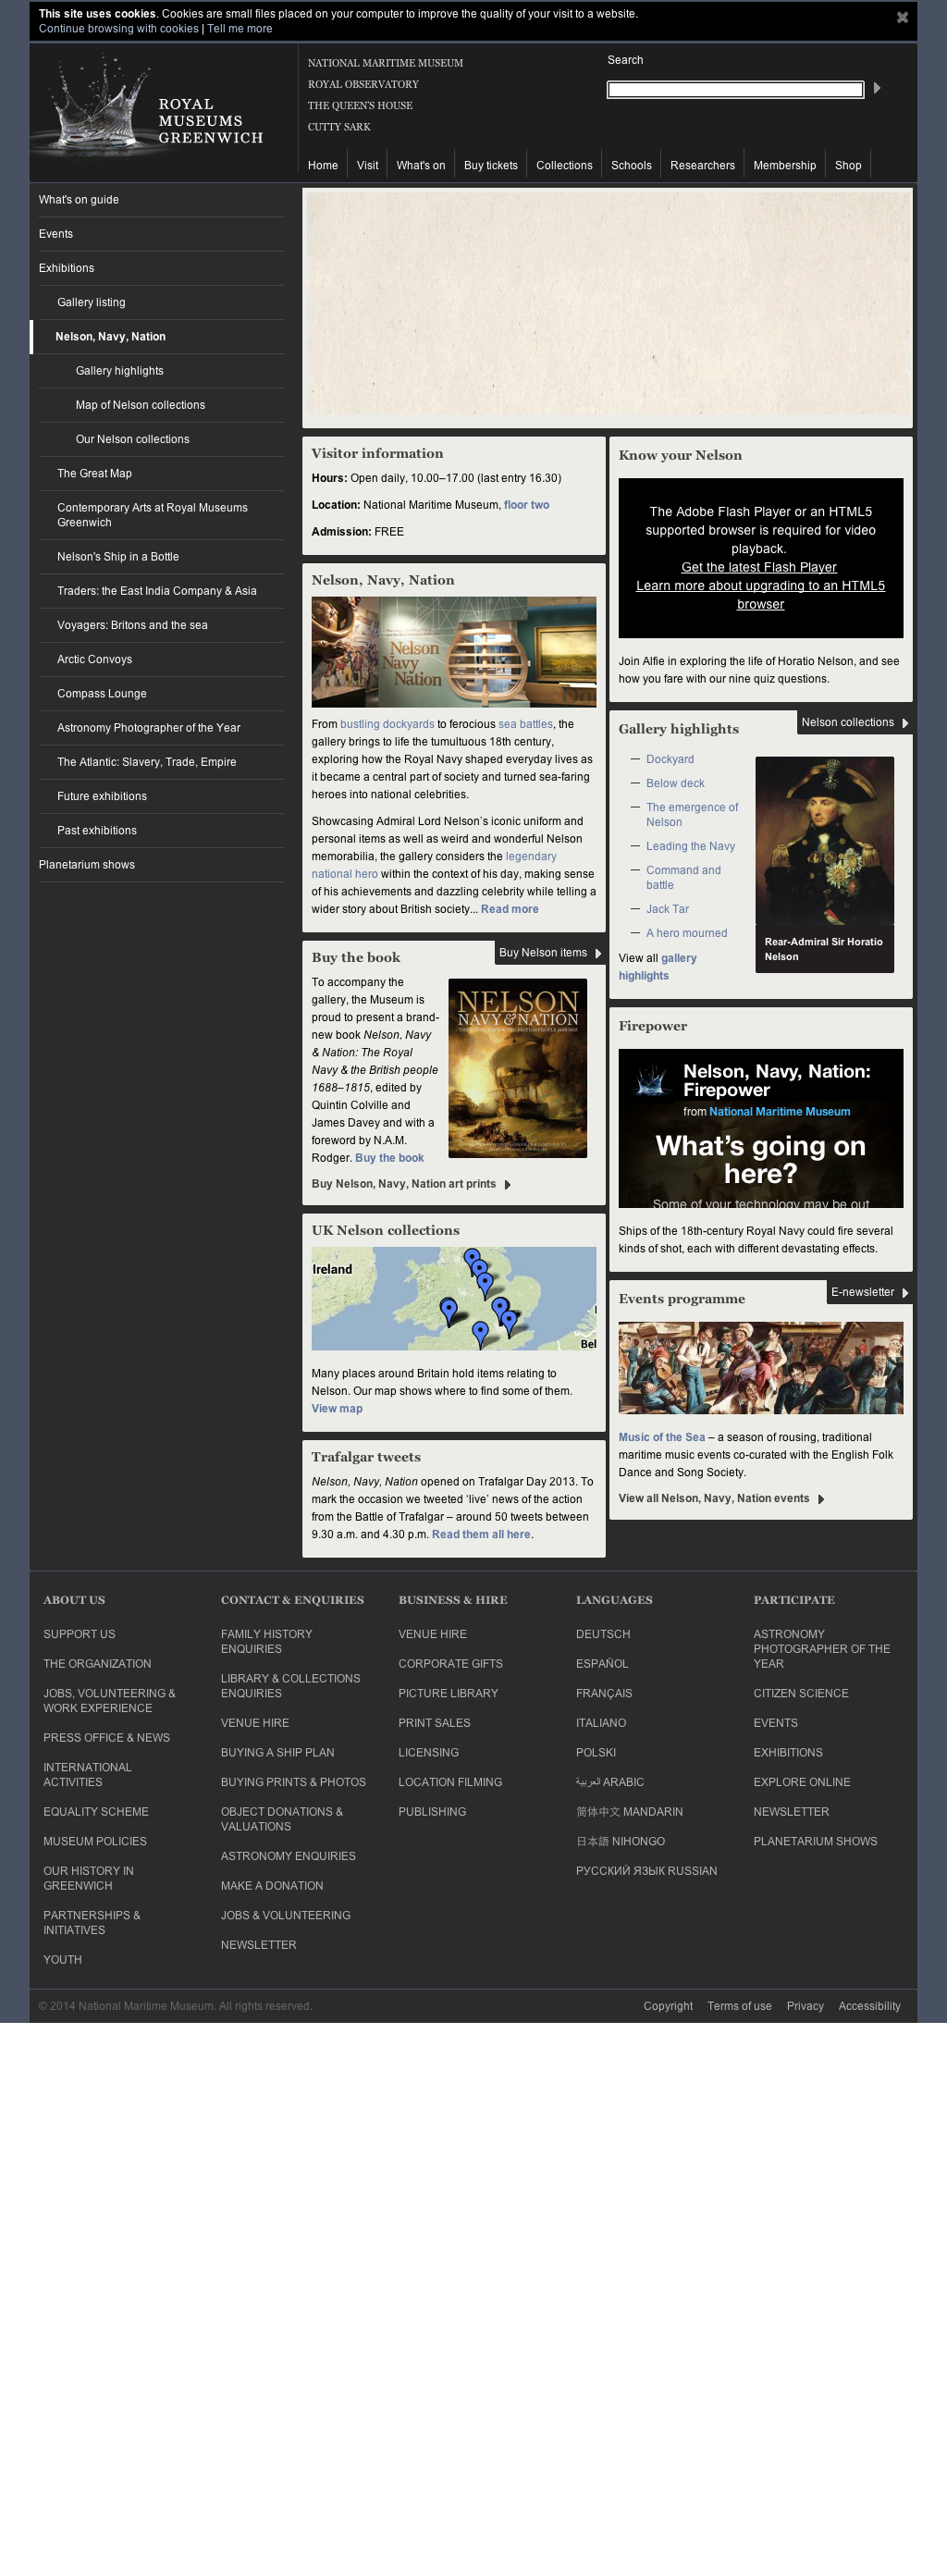 This site uses cookies. Cookies are small files placed on your computer to improve the quality of your visit to a website.
Continue browsing with cookies | Tell me more
ROYAL
MUSEUMS
GREENWICH
NATIONAL MARITIME MUSEUM
ROYAL OBSERVATORY
THE QUEEN'S HOUSE
CUTTY SARK
Search
Home
Visit
What's on
Buy tickets
Collections
Schools
Researchers
Membership
Shop
What's on guide
Events
Exhibitions
Gallery listing
Nelson, Navy, Nation
Gallery highlights
Map of Nelson collections
Our Nelson collections
The Great Map
Contemporary Arts at Royal Museums
Greenwich
Nelson's Ship in a Bottle
Traders: the East India Company & Asia
Voyagers: Britons and the sea
Arctic Convoys
Compass Lounge
Astronomy Photographer of the Year
The Atlantic: Slavery, Trade, Empire
Future exhibitions
Past exhibitions
Planetarium shows
Visitor information
Hours: Open daily, 10.00–17.00 (last entry 16.30)
Location: National Maritime Museum, floor two
Admission: FREE
Nelson, Navy, Nation
Nelson
Navy
Nation
From bustling dockyards to ferocious sea battles, the
gallery brings to life the tumultuous 18th century,
exploring how the Royal Navy shaped everyday lives as
it became a central part of society and turned sea-faring
heroes into national celebrities.
Showcasing Admiral Lord Nelson's iconic uniform and
personal items as well as weird and wonderful Nelson
memorabilia, the gallery considers the legendary
national hero within the context of his day, making sense
of his achievements and dazzling celebrity while telling a
wider story about British society... Read more
Buy the book
Buy Nelson items
To accompany the
gallery, the Museum is
proud to present a brand-
new book Nelson, Navy
& Nation: The Royal
Navy & the British people
1688–1815, edited by
Quintin Colville and
James Davey and with a
foreword by N.A.M.
Rodger. Buy the book
NELSON
NAVY & NATION
Buy Nelson, Navy, Nation art prints
UK Nelson collections
Ireland
Bel
Many places around Britain hold items relating to
Nelson. Our map shows where to find some of them.
View map
Trafalgar tweets
Nelson, Navy, Nation opened on Trafalgar Day 2013. To
mark the occasion we tweeted 'live' news of the action
from the Battle of Trafalgar – around 50 tweets between
9.30 a.m. and 4.30 p.m. Read them all here.
Know your Nelson
The Adobe Flash Player or an HTML5
supported browser is required for video
playback.
Get the latest Flash Player
Learn more about upgrading to an HTML5
browser
Join Alfie in exploring the life of Horatio Nelson, and see
how you fare with our nine quiz questions.
Nelson collections
Gallery highlights
— Dockyard
— Below deck
— The emergence of
Nelson
— Leading the Navy
— Command and
battle
— Jack Tar
— A hero mourned
View all gallery
highlights
Rear-Admiral Sir Horatio
Nelson
Firepower
Nelson, Navy, Nation:
Firepower
from National Maritime Museum
What's going on
here?
Some of your technology may be out
Ships of the 18th-century Royal Navy could fire several
kinds of shot, each with different devastating effects.
E-newsletter
Events programme
Music of the Sea – a season of rousing, traditional
maritime music events co-curated with the English Folk
Dance and Song Society.
View all Nelson, Navy, Nation events
ABOUT US
SUPPORT US
THE ORGANIZATION
JOBS, VOLUNTEERING &
WORK EXPERIENCE
PRESS OFFICE & NEWS
INTERNATIONAL
ACTIVITIES
EQUALITY SCHEME
MUSEUM POLICIES
OUR HISTORY IN
GREENWICH
PARTNERSHIPS &
INITIATIVES
YOUTH
CONTACT & ENQUIRIES
FAMILY HISTORY
ENQUIRIES
LIBRARY & COLLECTIONS
ENQUIRIES
VENUE HIRE
BUYING A SHIP PLAN
BUYING PRINTS & PHOTOS
OBJECT DONATIONS &
VALUATIONS
ASTRONOMY ENQUIRIES
MAKE A DONATION
JOBS & VOLUNTEERING
NEWSLETTER
BUSINESS & HIRE
VENUE HIRE
CORPORATE GIFTS
PICTURE LIBRARY
PRINT SALES
LICENSING
LOCATION FILMING
PUBLISHING
LANGUAGES
DEUTSCH
ESPAÑOL
FRANÇAIS
ITALIANO
POLSKI
العربية ARABIC
简体中文 MANDARIN
日本語 NIHONGO
РУССКИЙ ЯЗЫК RUSSIAN
PARTICIPATE
ASTRONOMY
PHOTOGRAPHER OF THE
YEAR
CITIZEN SCIENCE
EVENTS
EXHIBITIONS
EXPLORE ONLINE
NEWSLETTER
PLANETARIUM SHOWS
© 2014 National Maritime Museum. All rights reserved.
Copyright
Terms of use
Privacy
Accessibility